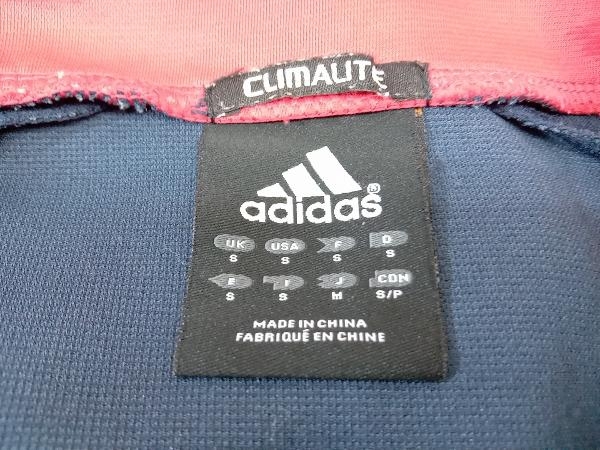 CLIMALITE
adidas®
UK USA F D
S S S S
E I J CDN
S S M S/P
MADE IN CHINA
FABRIQUÉ EN CHINE